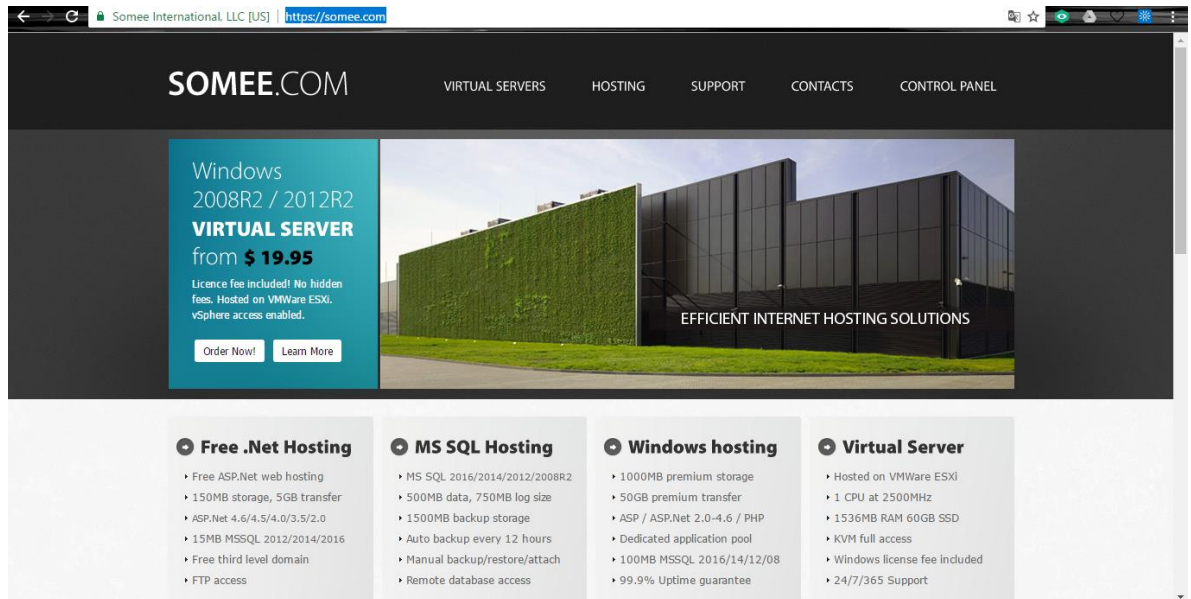 Somee International, LLC [US] https://somee.com
SOMEE.COM
VIRTUAL SERVERS HOSTING SUPPORT CONTACTS CONTROL PANEL
Windows
2008R2 / 2012R2
VIRTUAL SERVER
from $ 19.95
Licence fee included! No hidden
fees. Hosted on VMWare ESXi.
vSphere access enabled.
Order Now! Learn More
EFFICIENT INTERNET HOSTING SOLUTIONS
Free .Net Hosting
Free ASP.Net web hosting
150MB storage, 5GB transfer
ASP.Net 4.6/4.5/4.0/3.5/2.0
15MB MSSQL 2012/2014/2016
Free third level domain
FTP access
MS SQL Hosting
MS SQL 2016/2014/2012/2008R2
500MB data, 750MB log size
1500MB backup storage
Auto backup every 12 hours
Manual backup/restore/attach
Remote database access
Windows hosting
1000MB premium storage
50GB premium transfer
ASP / ASP.Net 2.0-4.6 / PHP
Dedicated application pool
100MB MSSQL 2016/14/12/08
99.9% Uptime guarantee
Virtual Server
Hosted on VMWare ESXi
1 CPU at 2500MHz
1536MB RAM 60GB SSD
KVM full access
Windows license fee included
24/7/365 Support